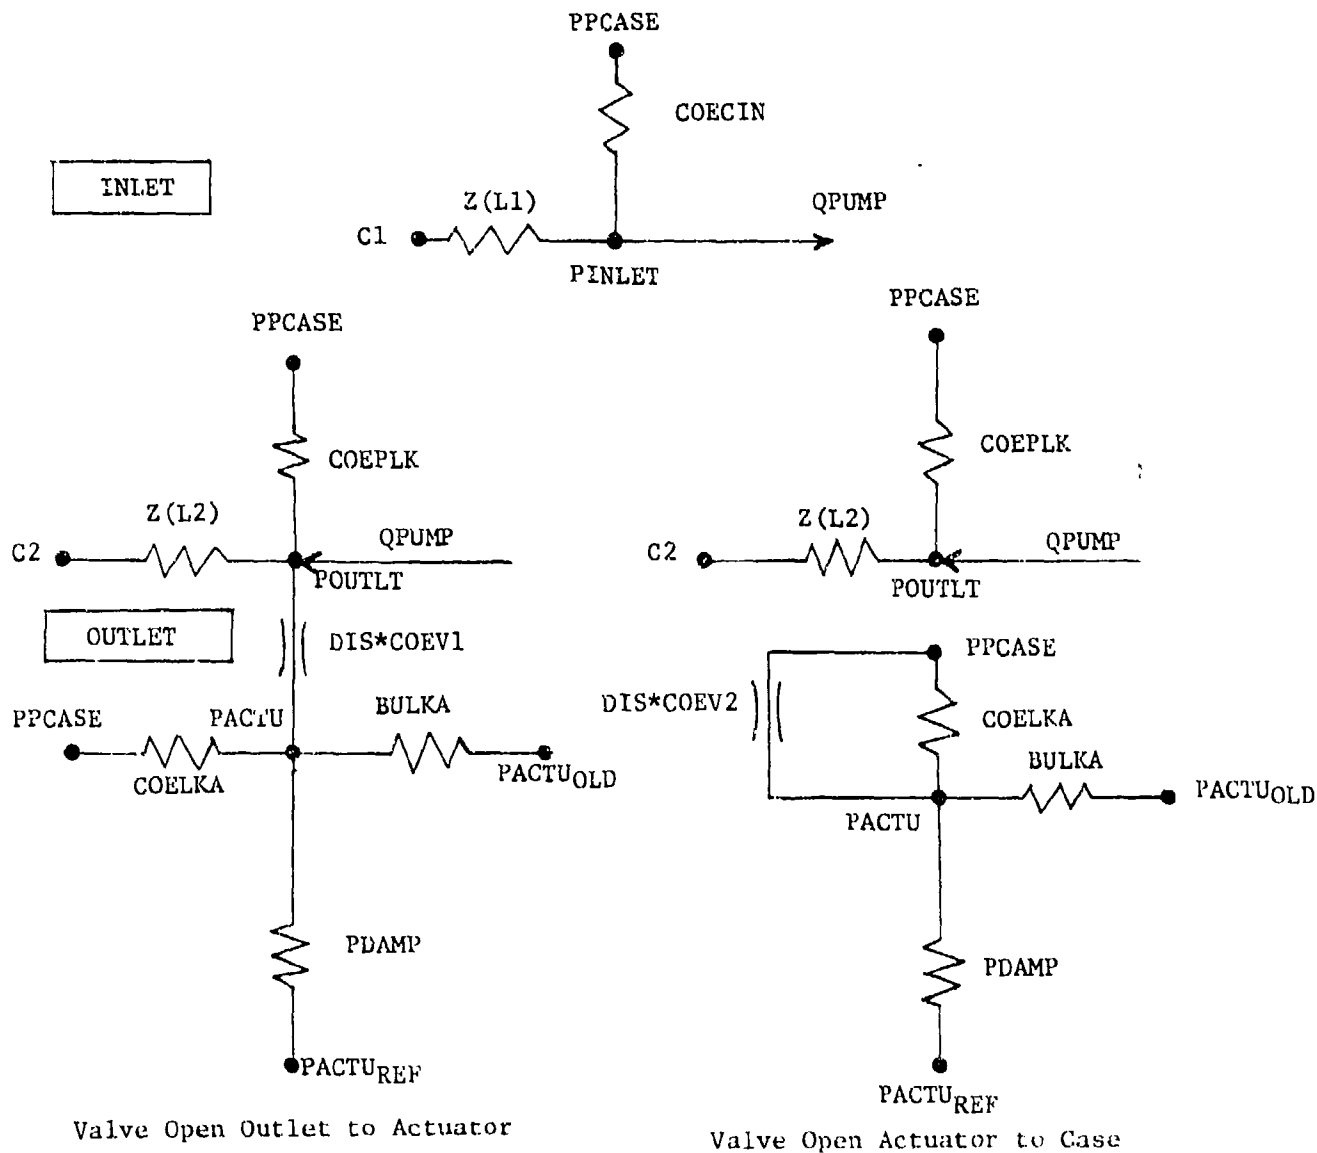 PPCASE
COECIN
INLET
Z(L1)
QPUMP
C1
PINLET
PPCASE
PPCASE
COEPLK
COEPLK
Z(L2)
Z(L2)
C2
QPUMP
C2
QPUMP
POUTLT
POUTLT
OUTLET
DIS*COEV1
PPCASE
DIS*COEV2
COELKA
PPCASE
PACTU
BULKA
COELKA
PACTUOLD
BULKA
PACTUOLD
PACTU
PDAMP
PDAMP
PACTUREF
PACTUREF
Valve Open Outlet to Actuator
Valve Open Actuator to Case